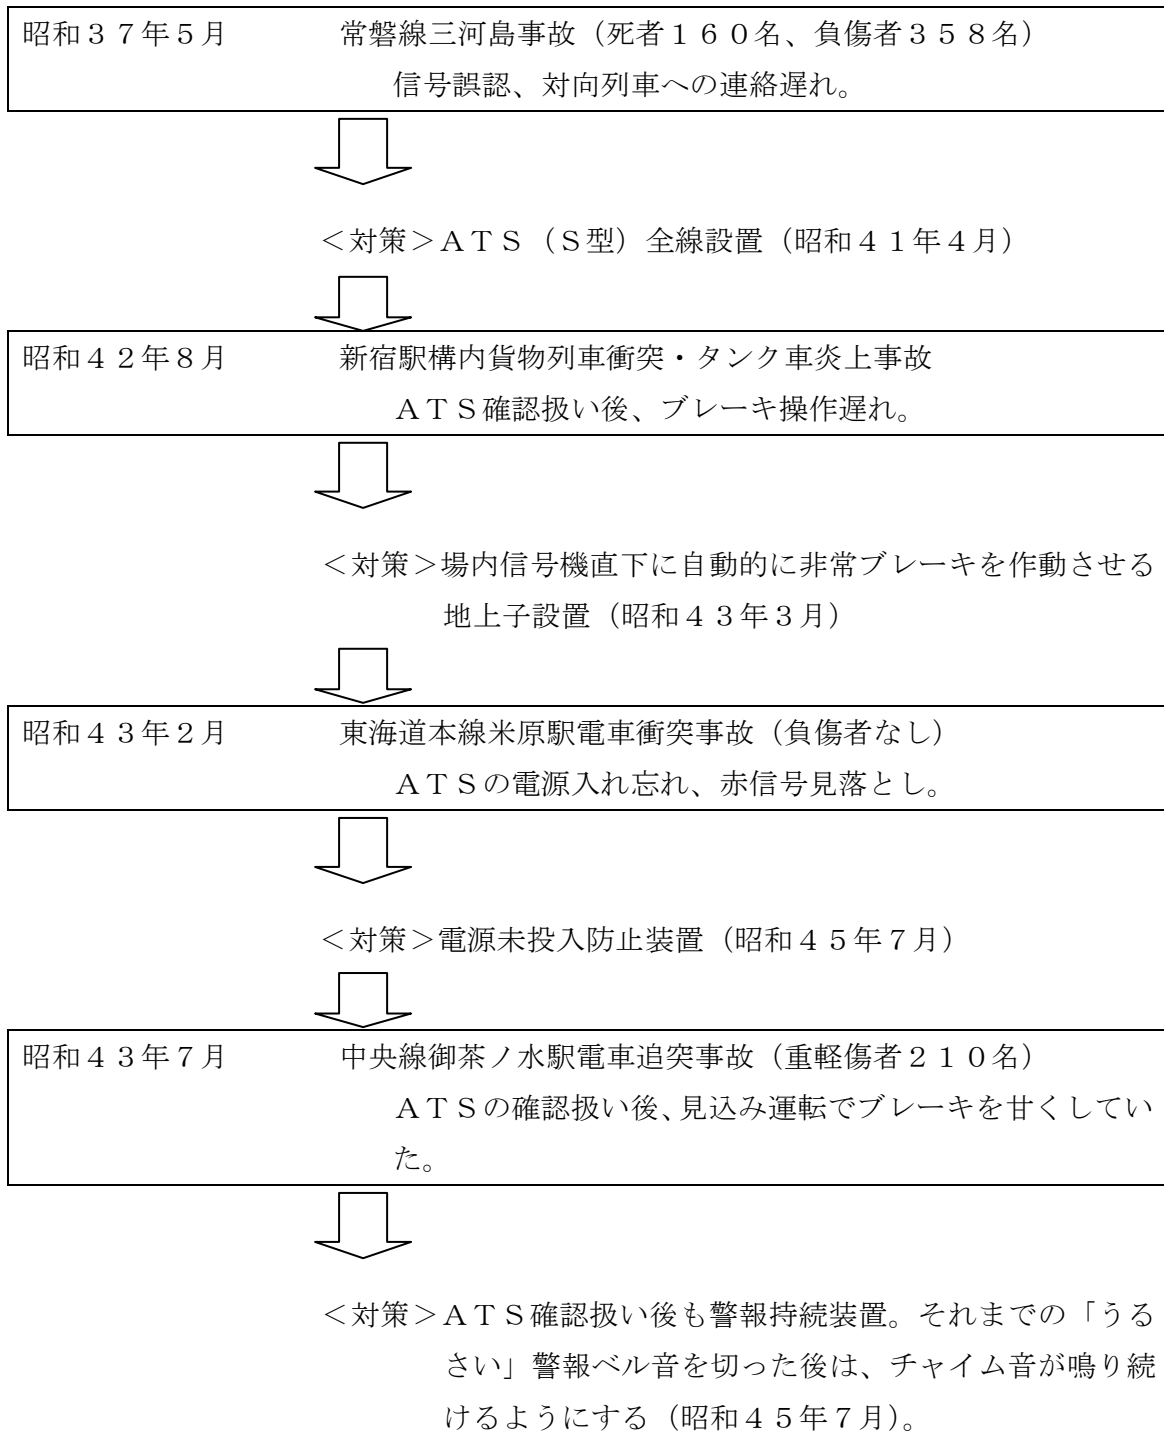 昭和３７年５月　常磐線三河島事故（死者１６０名、負傷者３５８名）
信号誤認、対向列車への連絡遅れ。
＜対策＞ＡＴＳ（Ｓ型）全線設置（昭和４１年４月）
昭和４２年８月　新宿駅構内貨物列車衝突・タンク車炎上事故
ＡＴＳ確認扱い後、ブレーキ操作遅れ。
＜対策＞場内信号機直下に自動的に非常ブレーキを作動させる
地上子設置（昭和４３年３月）
昭和４３年２月　東海道本線米原駅電車衝突事故（負傷者なし）
ＡＴＳの電源入れ忘れ、赤信号見落とし。
＜対策＞電源未投入防止装置（昭和４５年７月）
昭和４３年７月　中央線御茶ノ水駅電車追突事故（重軽傷者２１０名）
ＡＴＳの確認扱い後、見込み運転でブレーキを甘くしてい
た。
＜対策＞ＡＴＳ確認扱い後も警報持続装置。それまでの「うる
さい」警報ベル音を切った後は、チャイム音が鳴り続
けるようにする（昭和４５年７月）。